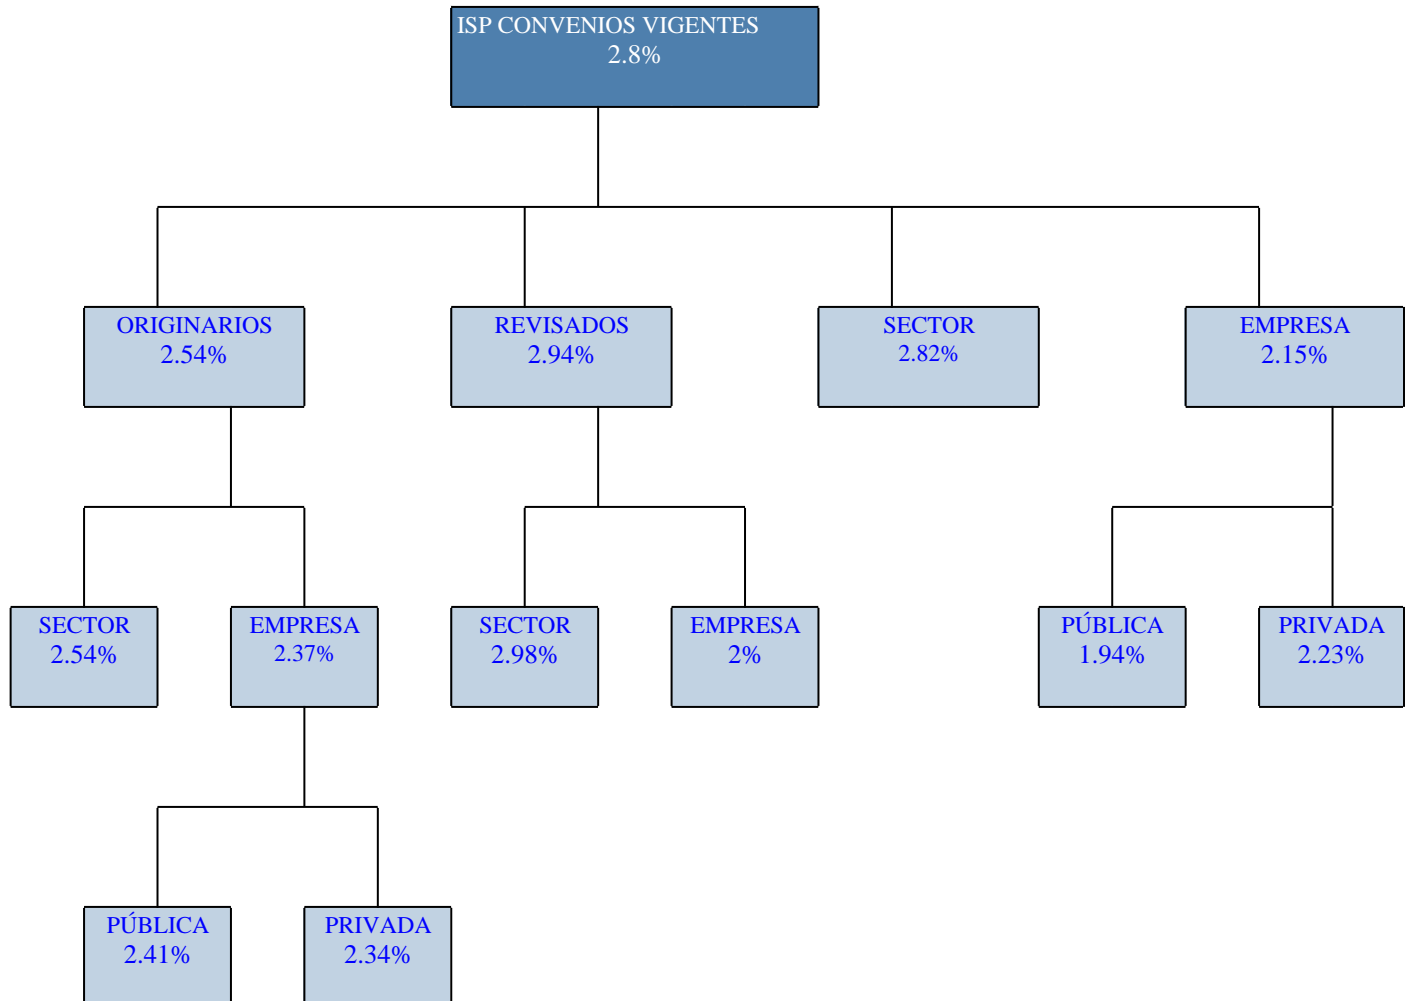 ISP CONVENIOS VIGENTES
2.8%
ORIGINARIOS
2.54%
REVISADOS
2.94%
SECTOR
2.82%
EMPRESA
2.15%
SECTOR
2.54%
EMPRESA
2.37%
SECTOR
2.98%
EMPRESA
2%
PÚBLICA
1.94%
PRIVADA
2.23%
PÚBLICA
2.41%
PRIVADA
2.34%